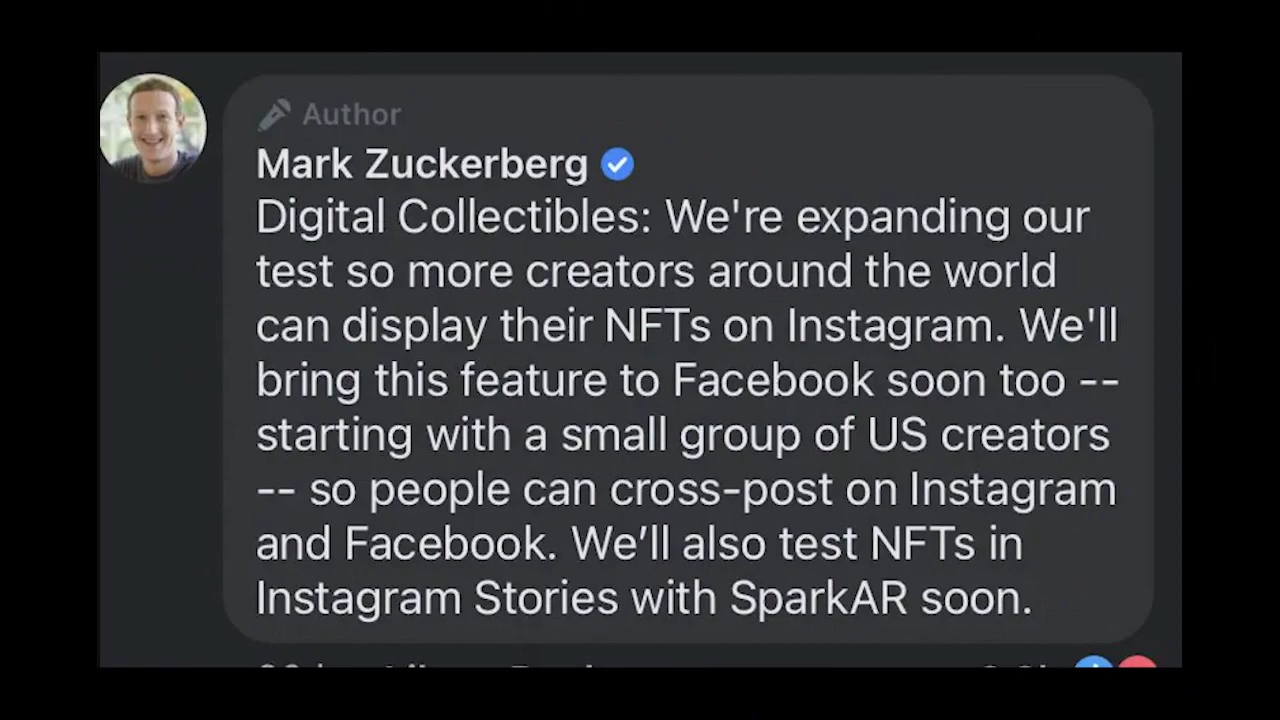 Author
Mark Zuckerberg
Digital Collectibles: We're expanding our
test so more creators around the world
can display their NFTs on Instagram. We'll
bring this feature to Facebook soon too --
starting with a small group of US creators
-- so people can cross-post on Instagram
and Facebook. We’ll also test NFTs in
Instagram Stories with SparkAR soon.